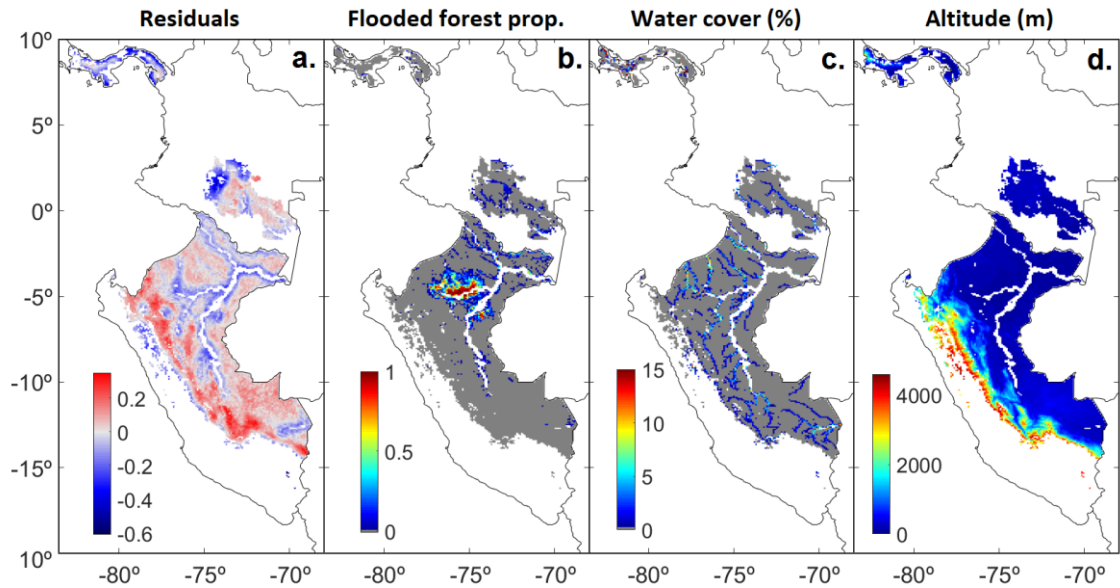 Residuals Flooded forest prop. Water cover (%) Altitude (m)
10º a. b. c. d.
5º
0º
-5º
-10º
-15º
10º
0.2
0
-0.2
-0.4
-0.6
1
0.5
0
15
10
5
0
4000
2000
0
-80º -75º -70º -80º -75º -70º -80º -75º -70º -80º -75º -70º